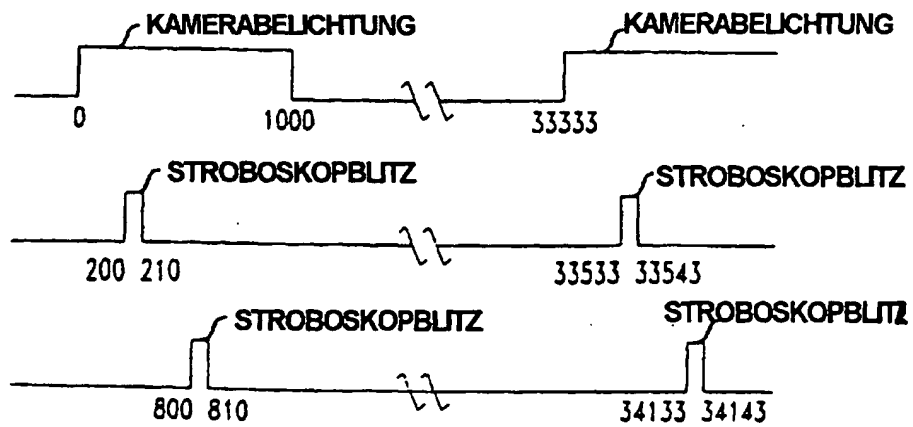 KAMERABELICHTUNG KAMERABELICHTUNG
0 1000 33333
STROBOSKOPBLITZ STROBOSKOPBLITZ
200 210 33533 33543
STROBOSKOPBLITZ STROBOSKOPBLITZ
800 810 34133 34143